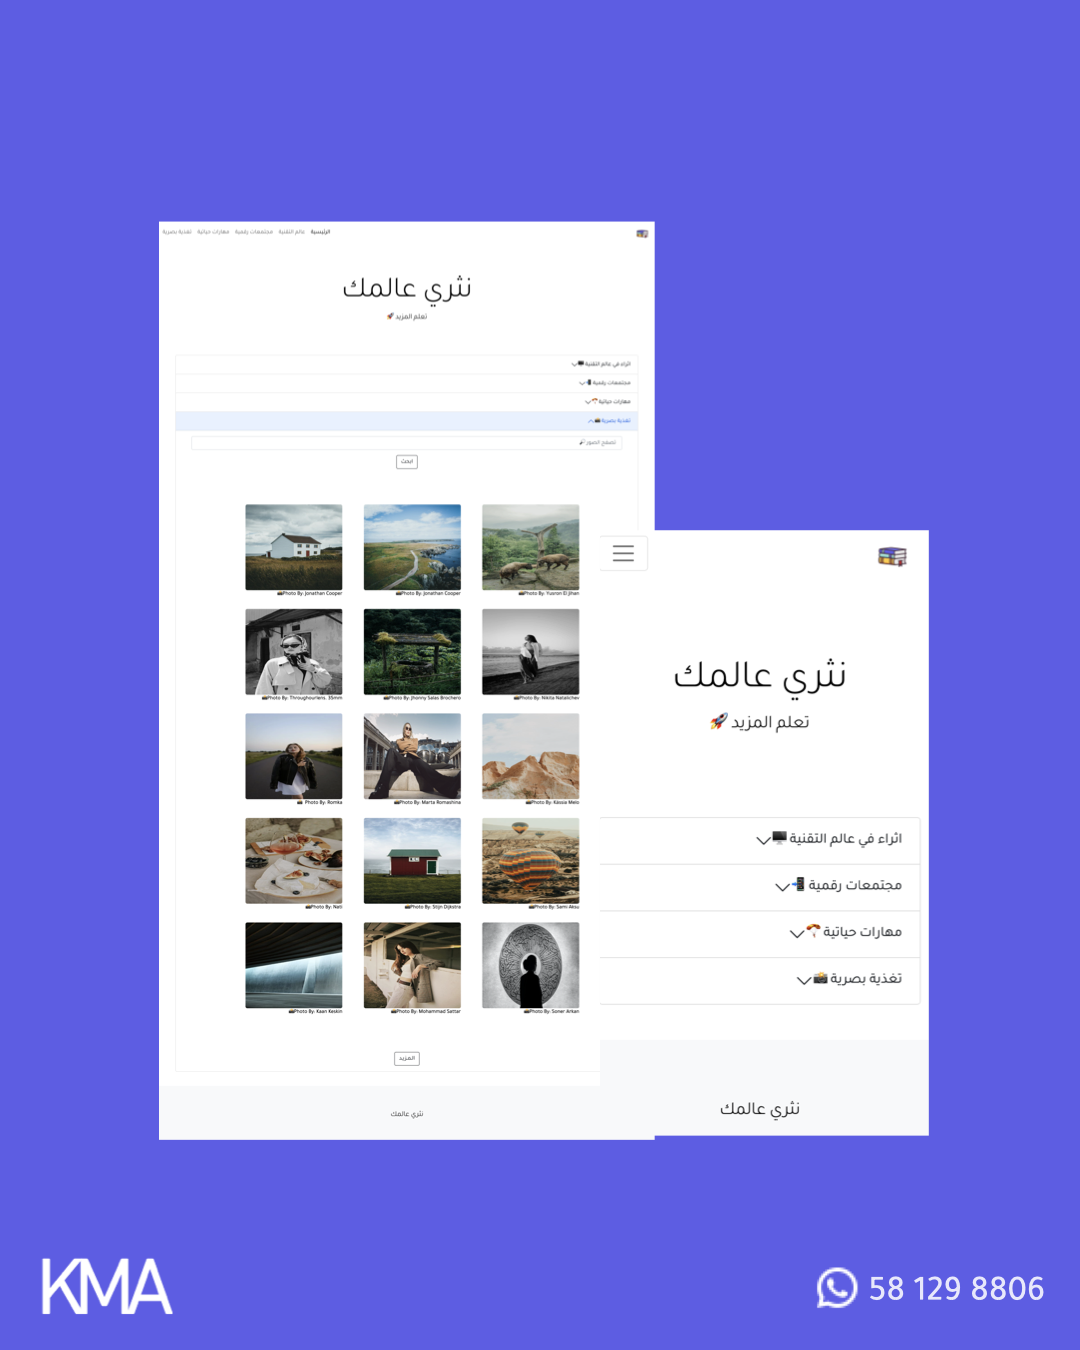 الرئيسية عالم التقنية مجتمعات رقمية مهارات حياتية تغذية بصرية
نثري عالمك
تعلم المزيد 🚀
اثراء في عالم التقنية 🖥️
مجتمعات رقمية 📲
مهارات حياتية 🪂
تغذية بصرية 📸
تصفح الصور 🔎
ابحث
📸Photo By: Jonathan Cooper
📸Photo By: Jonathan Cooper
📸Photo By: Yusron El Jihan
📸Photo By: Throughourlens. 35mm
📸Photo By: Jhonny Salas Brochero
📸Photo By: Nikita Natalichev
📸 Photo By: Romka
📸Photo By: Marta Romashina
📸Photo By: Kássia Melo
📸Photo By: Nati
📸Photo By: Stijn Dijkstra
📸Photo By: Sami Aksu
📸Photo By: Kaan Keskin
📸Photo By: Mohammad Sattar
📸Photo By: Soner Arkan
المزيد
نثري عالمك
نثري عالمك
تعلم المزيد 🚀
اثراء في عالم التقنية 🖥️
مجتمعات رقمية 📲
مهارات حياتية 🪂
تغذية بصرية 📸
نثري عالمك
KMA
58 129 8806